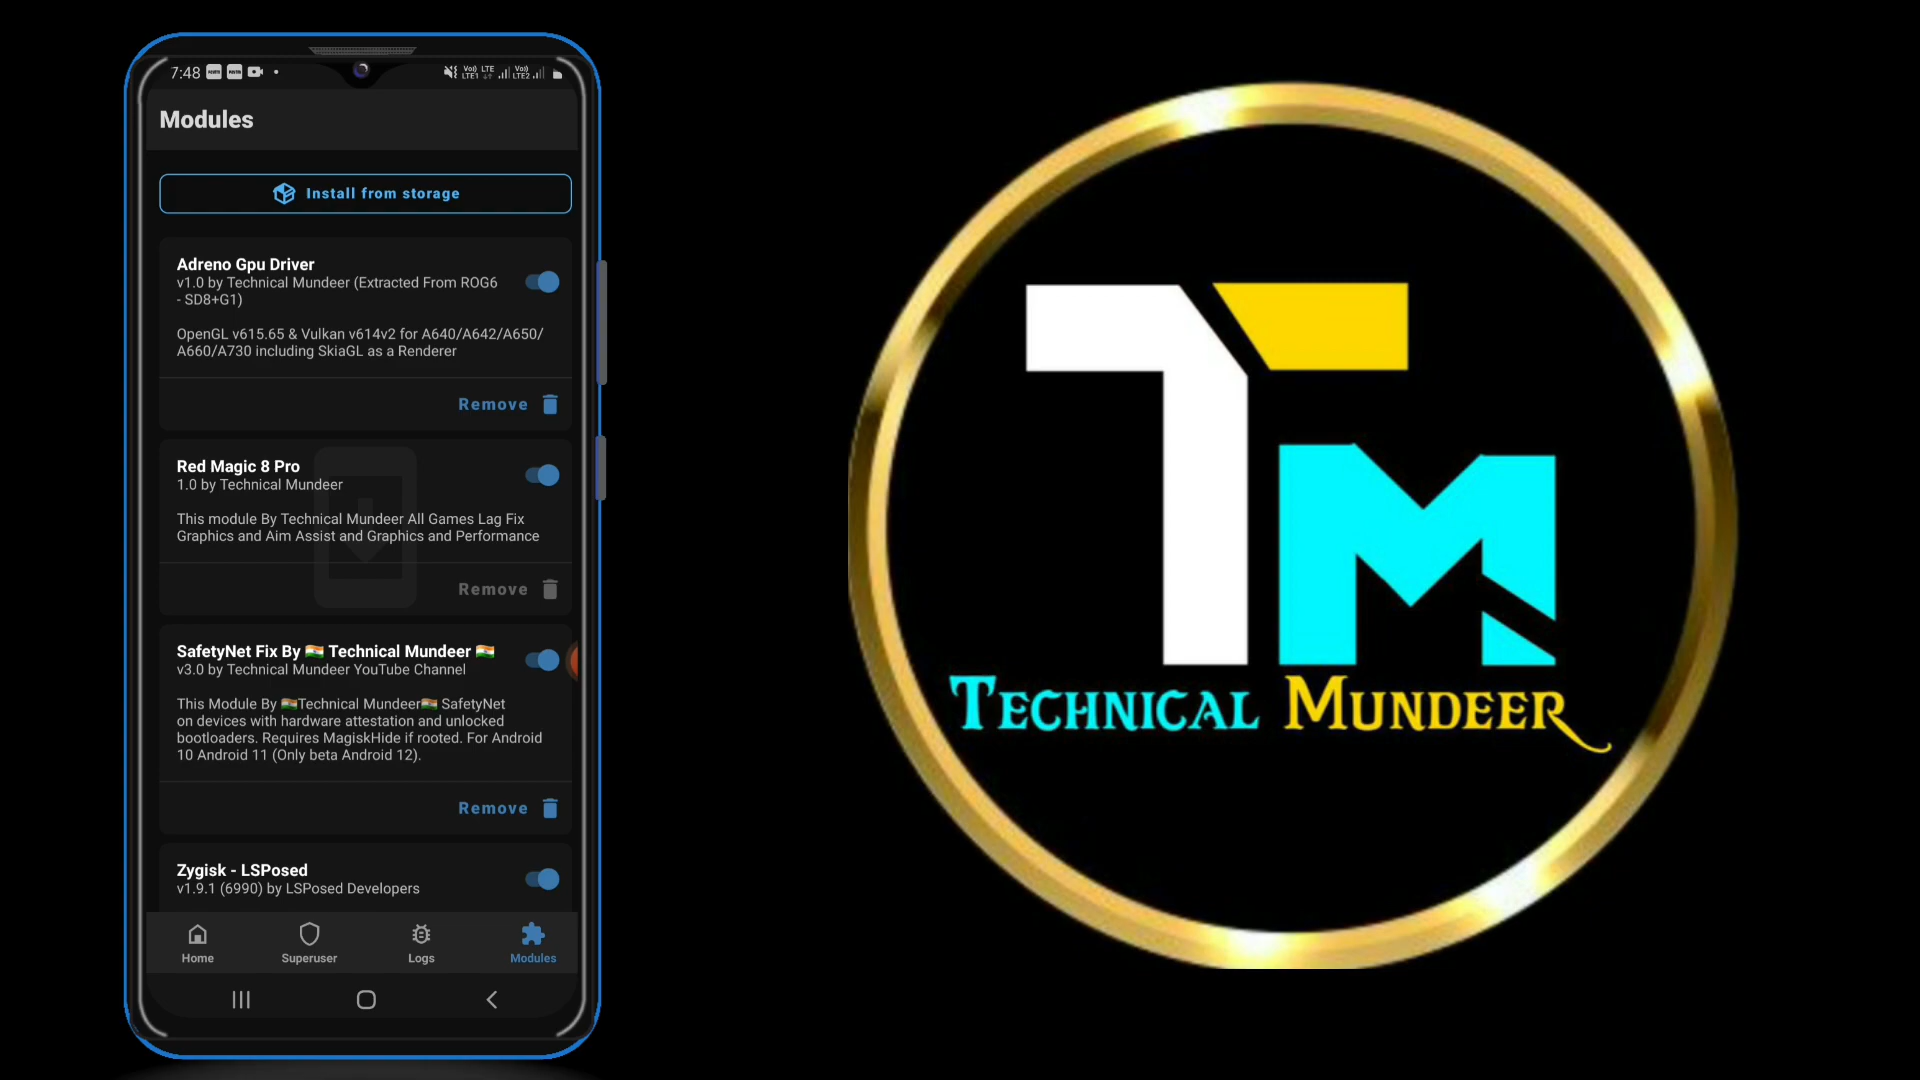 7:48
Vo)) LTE Vo))
LTE1 LTE2
Modules
Install from storage
Adreno Gpu Driver
v1.0 by Technical Mundeer (Extracted From ROG6
- SD8+G1)
OpenGL v615.65 & Vulkan v614v2 for A640/A642/A650/
A660/A730 including SkiaGL as a Renderer
Remove
Red Magic 8 Pro
1.0 by Technical Mundeer
This module By Technical Mundeer All Games Lag Fix
Graphics and Aim Assist and Graphics and Performance
Remove
SafetyNet Fix By 🇮🇳 Technical Mundeer 🇮🇳
v3.0 by Technical Mundeer YouTube Channel
This Module By 🇮🇳Technical Mundeer🇮🇳 SafetyNet
on devices with hardware attestation and unlocked
bootloaders. Requires MagiskHide if rooted. For Android
10 Android 11 (Only beta Android 12).
Remove
Zygisk - LSPosed
v1.9.1 (6990) by LSPosed Developers
Home Superuser Logs Modules
TM
TECHNICAL MUNDEER